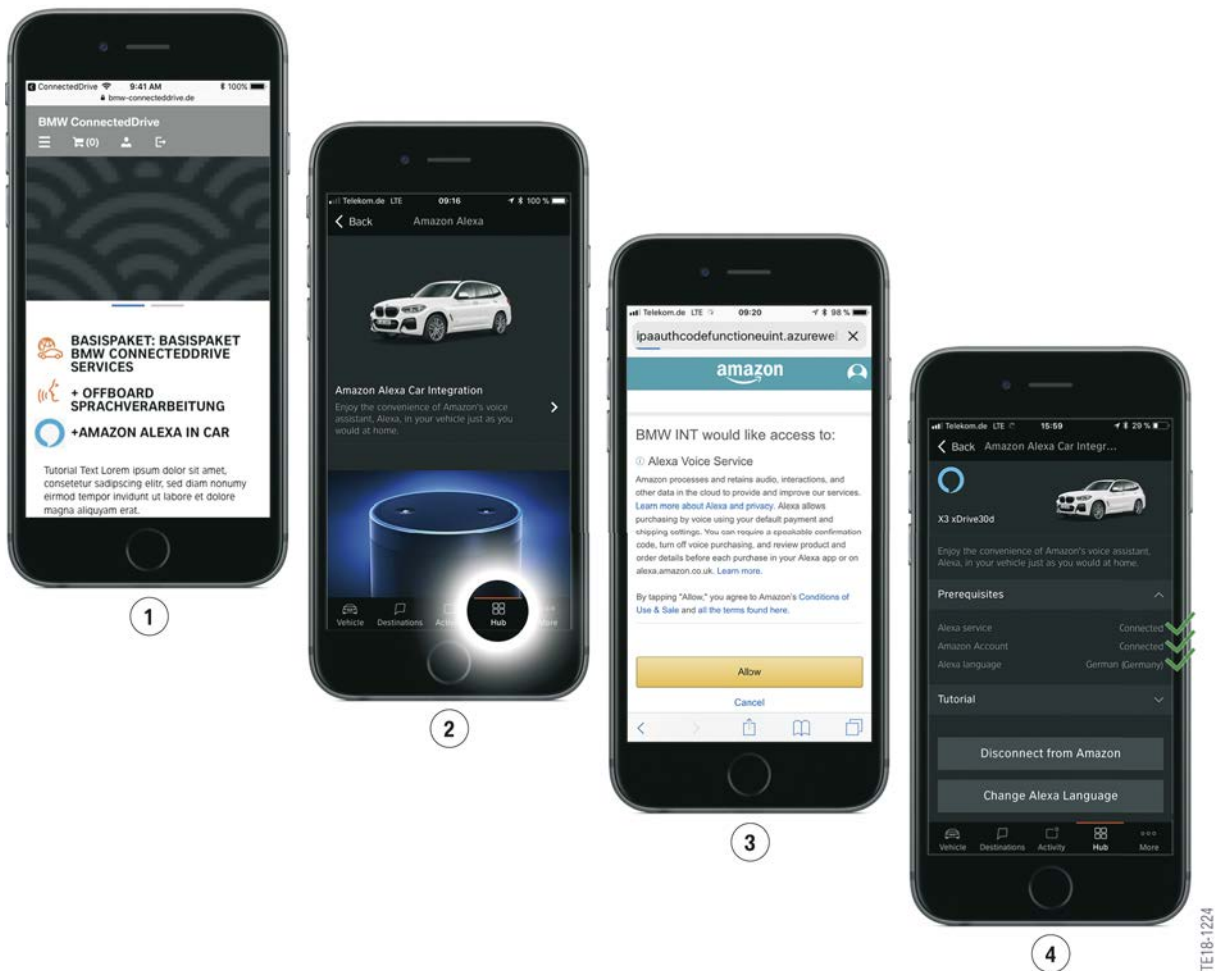 ConnectedDrive 9:41 AM 100%
bmw-connecteddrive.de
BMW ConnectedDrive
(0)
BASISPAKET: BASISPAKET
BMW CONNECTEDDRIVE
SERVICES
+ OFFBOARD
SPRACHVERARBEITUNG
+AMAZON ALEXA IN CAR
Tutorial Text Lorem ipsum dolor sit amet,
consetetur sadipscing elitr, sed diam nonumy
eirmod tempor invidunt ut labore et dolore
magna aliquyam erat.
1
Telekom.de LTE 09:16 100 %
Back Amazon Alexa
Amazon Alexa Car Integration
Enjoy the convenience of Amazon's voice
assistant, Alexa, in your vehicle just as you
would at home.
Vehicle Destinations Hub
2
Telekom.de LTE 09:20 98 %
ipaauthcodefunctioneuint.azurewel
amazon
BMW INT would like access to:
Alexa Voice Service
Amazon processes and retains audio, interactions, and
other data in the cloud to provide and improve our services.
Learn more about Alexa and privacy. Alexa allows
purchasing by voice using your default payment and
shipping settings. You can require a speakable confirmation
code, turn off voice purchasing, and review product and
order details before each purchase in your Alexa app or on
alexa.amazon.co.uk. Learn more.
By tapping "Allow," you agree to Amazon's Conditions of
Use & Sale and all the terms found here.
Allow
Cancel
3
Telekom.de LTE 15:59 29 %
Back Amazon Alexa Car Integr...
X3 xDrive30d
Enjoy the convenience of Amazon's voice assistant,
Alexa, in your vehicle just as you would at home.
Prerequisites
Alexa service Connected
Amazon Account Connected
Alexa language German (Germany)
Tutorial
Disconnect from Amazon
Change Alexa Language
Vehicle Destinations Activity Hub More
4
TE18-1224